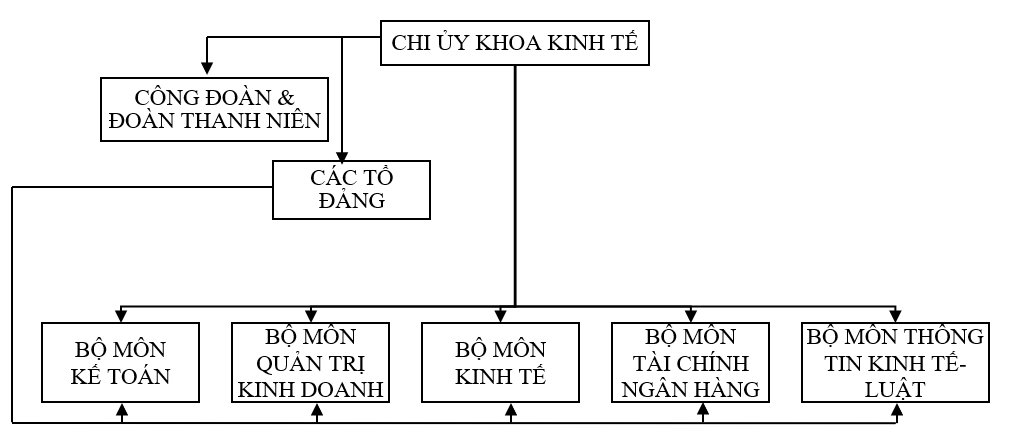 CHI ỦY KHOA KINH TẾ
CÔNG ĐOÀN &
ĐOÀN THANH NIÊN
CÁC TỔ
ĐẢNG
BỘ MÔN
KẾ TOÁN
BỘ MÔN
QUẢN TRỊ
KINH DOANH
BỘ MÔN
KINH TẾ
BỘ MÔN
TÀI CHÍNH
NGÂN HÀNG
BỘ MÔN THÔNG
TIN KINH TẾ-
LUẬT